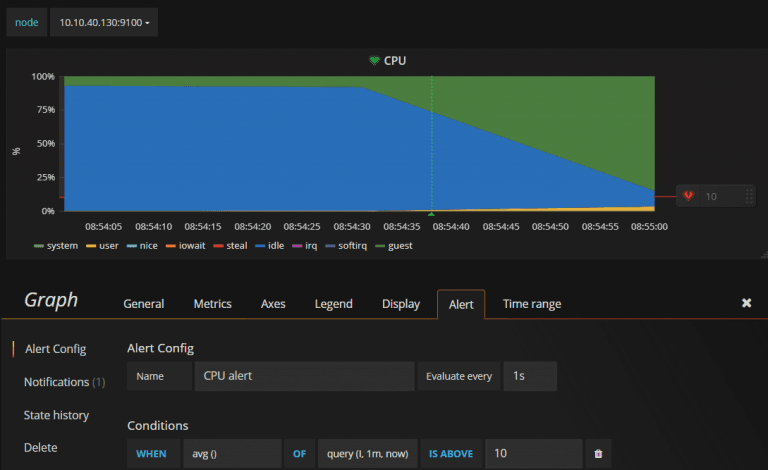 node 10.10.40.130:9100
CPU
100%
75%
50%
25%
0%
%
10
08:54:05 08:54:10 08:54:15 08:54:20 08:54:25 08:54:30 08:54:35 08:54:40 08:54:45 08:54:50 08:54:55 08:55:00
system user nice iowait steal idle irq softirq guest
Graph General Metrics Axes Legend Display Alert Time range
Alert Config
Notifications (1)
State history
Delete
Alert Config
Name CPU alert Evaluate every 1s
Conditions
WHEN avg () OF query (I, 1m, now) IS ABOVE 10